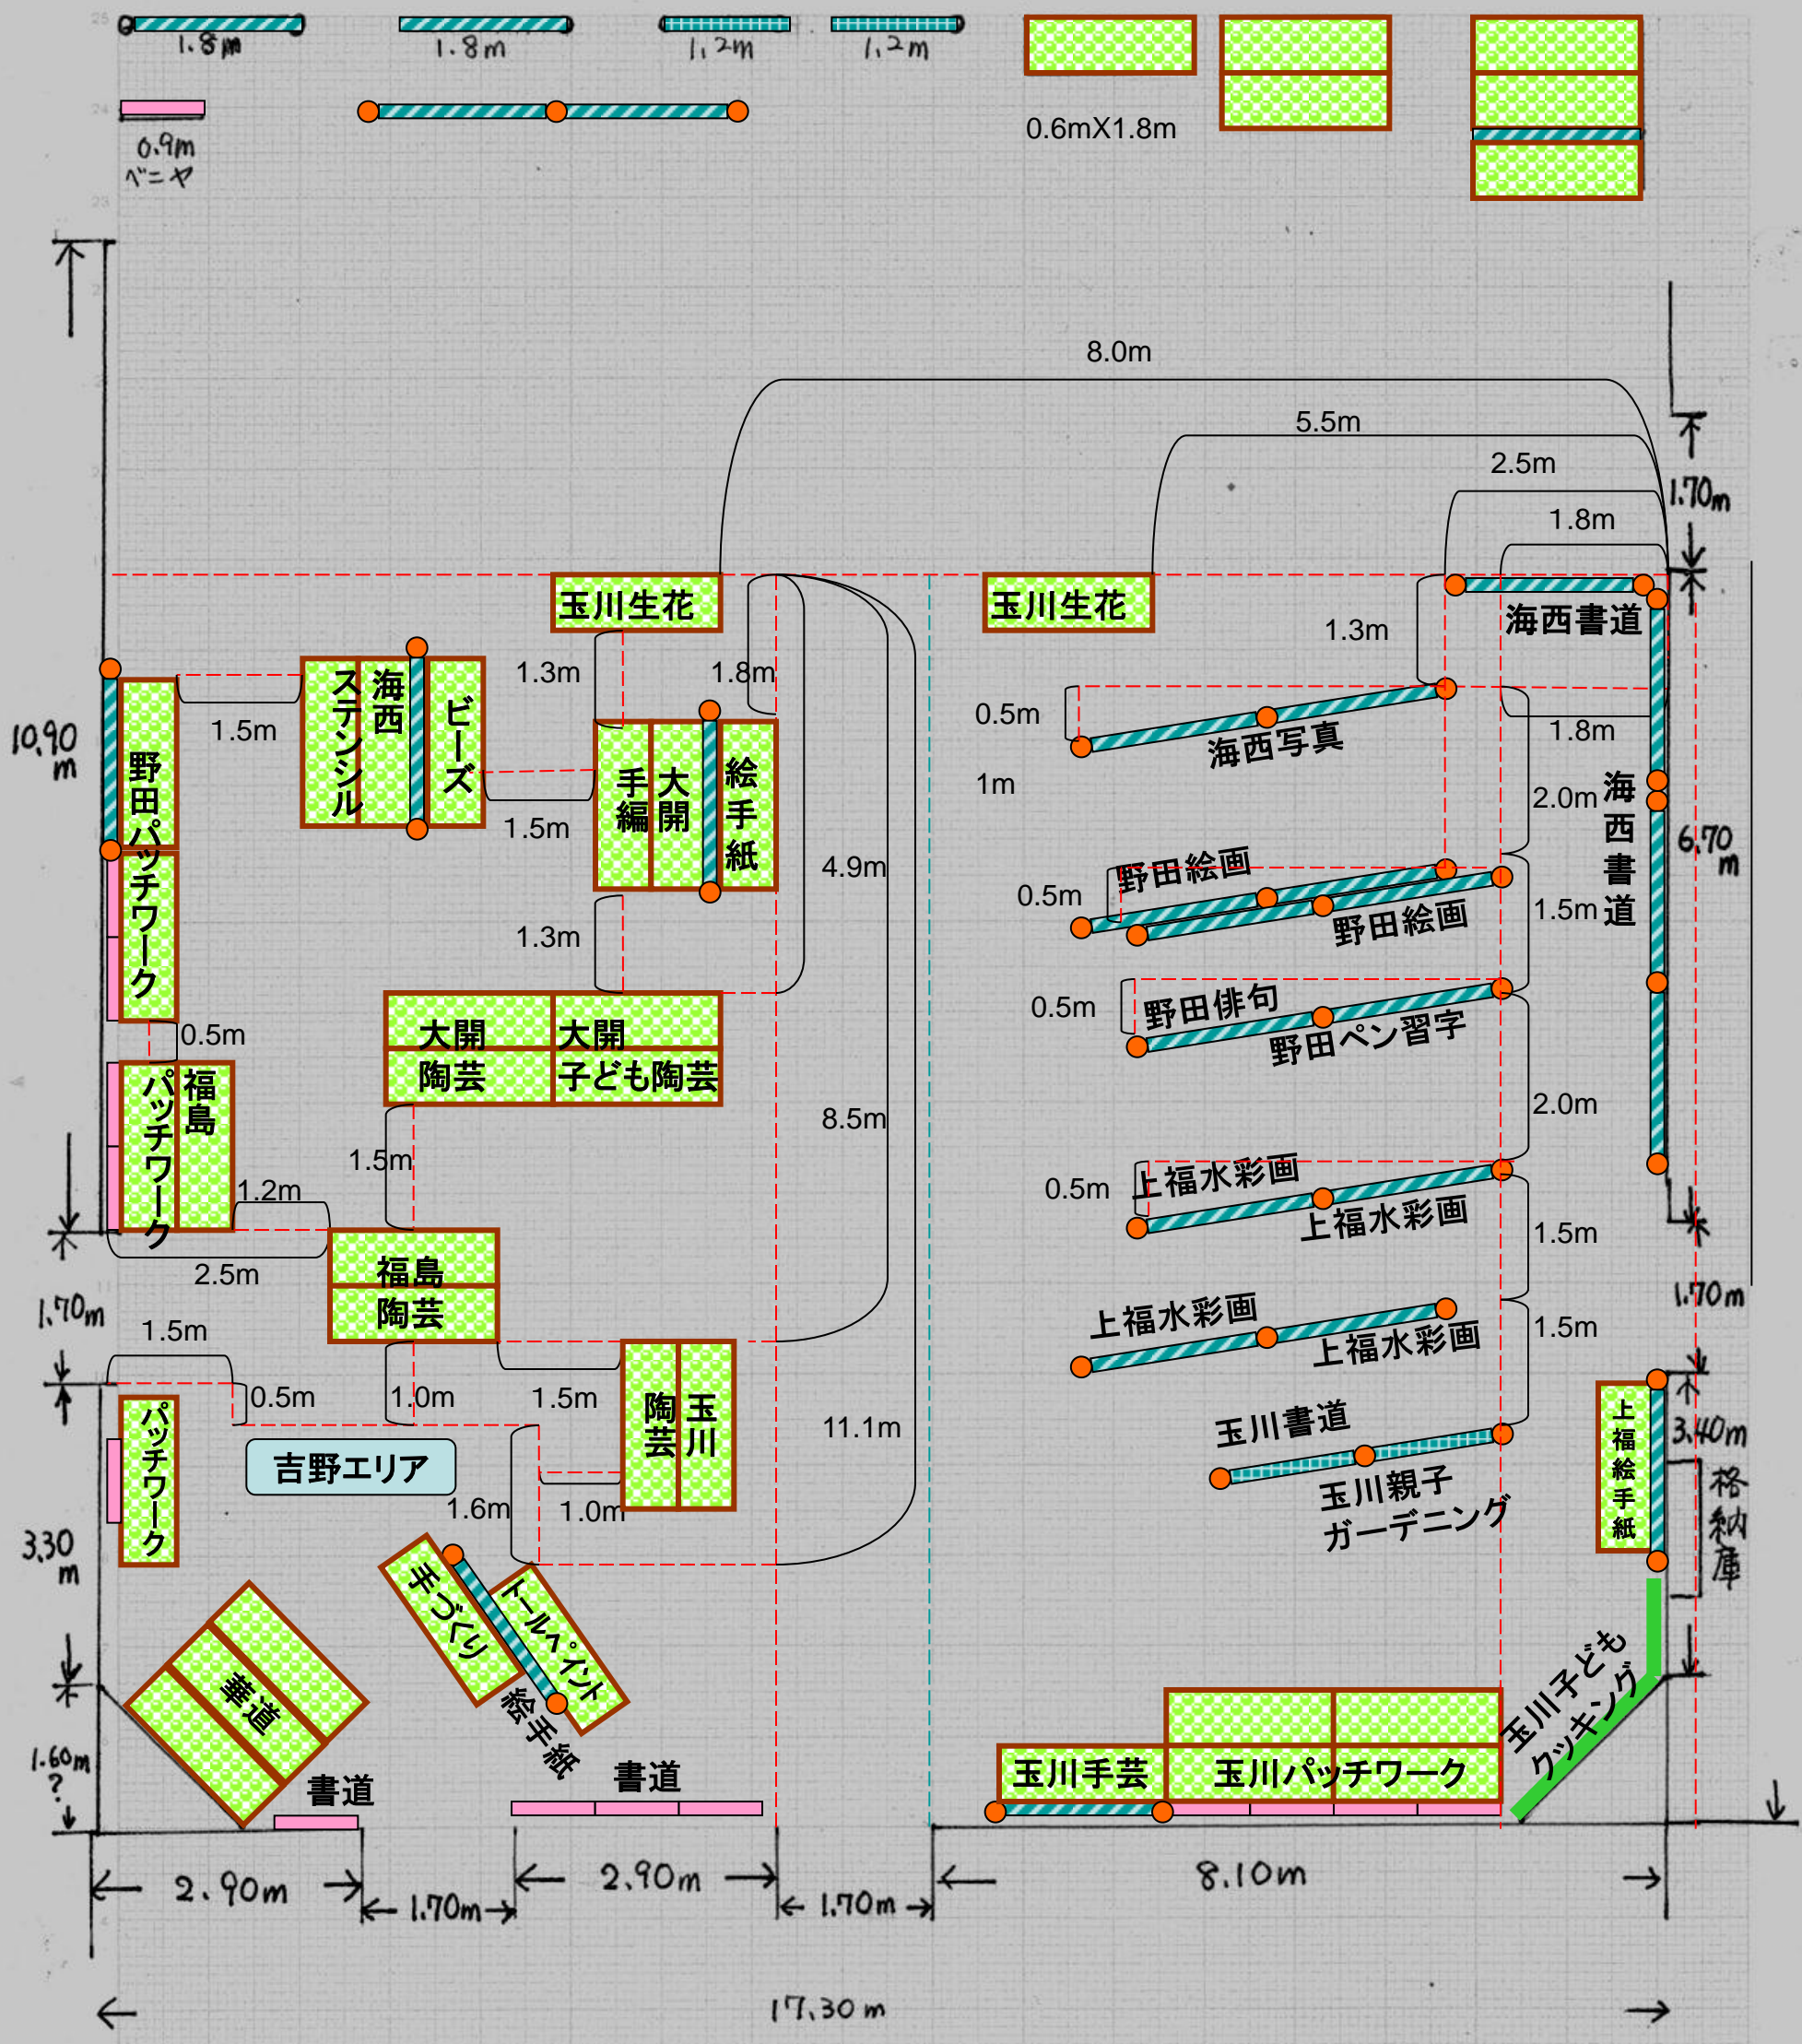 1.8m
1.8m
1.2m
1.2m
0.9m
ベニヤ
0.6mX1.8m
8.0m
5.5m
2.5m
1.8m
1.70m
玉川生花
玉川生花
海西書道
1.3m
1.8m
1.3m
0.5m
海西写真
1.8m
1m
2.0m
海西書道
6.70m
10.90m
1.5m
野田パッチワーク
ステンシル
海西
ビーズ
1.5m
手編
大開
絵手紙
4.9m
1.3m
野田絵画
0.5m
野田絵画
1.5m
0.5m
野田俳句
野田ペン習字
0.5m
大開
陶芸
大開
子ども陶芸
パッチワーク
福島
8.5m
2.0m
1.5m
1.2m
2.5m
0.5m
上福水彩画
上福水彩画
1.5m
福島
陶芸
1.70m
1.5m
1.70m
上福水彩画
上福水彩画
1.5m
0.5m
1.0m
1.5m
陶芸
玉川
11.1m
パッチワーク
吉野エリア
1.6m
1.0m
玉川書道
玉川親子
ガーデニング
上福絵手紙
3.40m
格納庫
3.30m
手づくり
トールペイント
絵手紙
華道
1.60m
?
書道
書道
玉川手芸
玉川パッチワーク
玉川子ども
クッキング
2.90m
1.70m
2.90m
1.70m
8.10m
17.30m